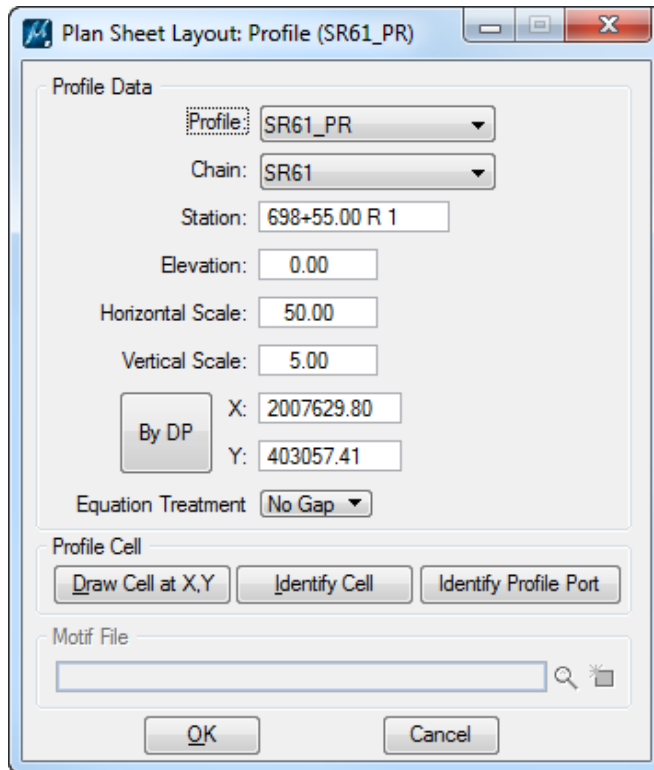 Plan Sheet Layout: Profile (SR61_PR)
Profile Data
Profile: SR61_PR
Chain: SR61
Station: 698+55.00 R 1
Elevation: 0.00
Horizontal Scale: 50.00
Vertical Scale: 5.00
By DP
X: 2007629.80
Y: 403057.41
Equation Treatment No Gap
Profile Cell
Draw Cell at X,Y Identify Cell Identify Profile Port
Motif File
OK Cancel